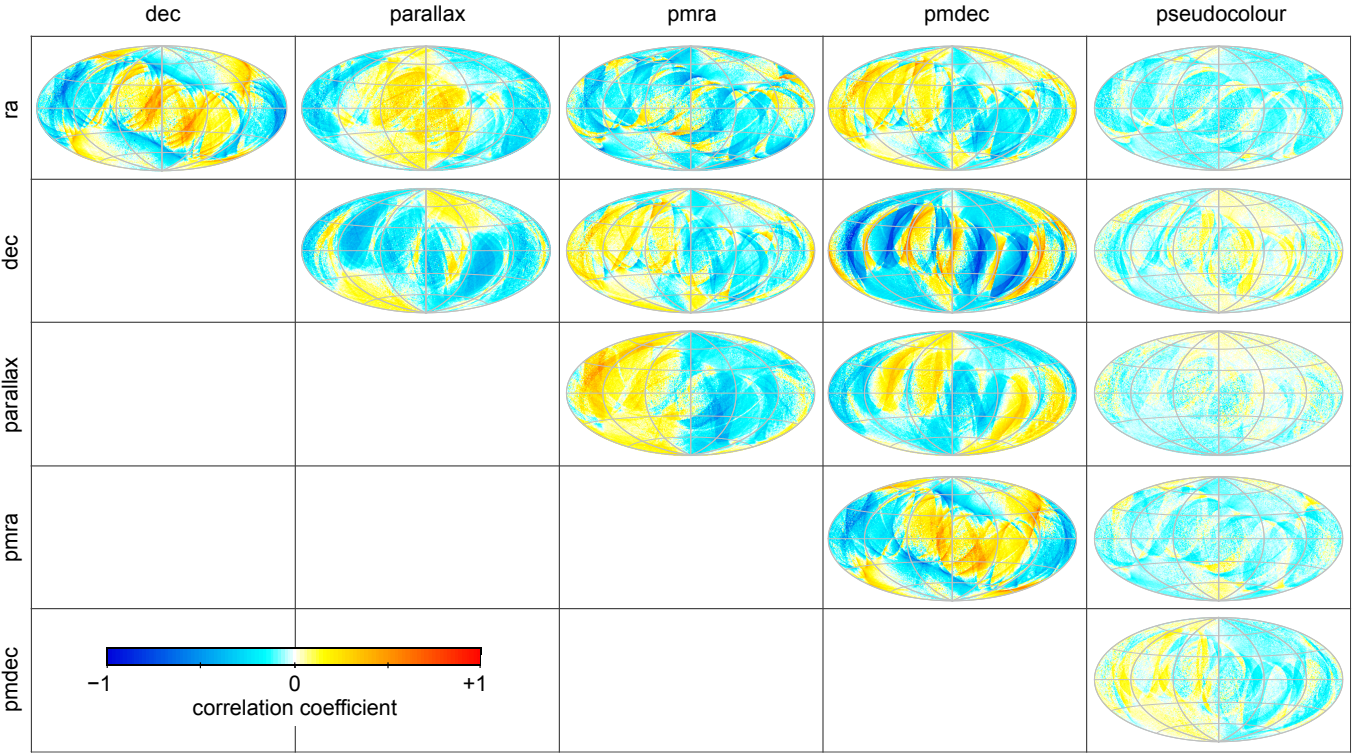 dec parallax pmra pmdec pseudocolour
ra
dec
parallax
pmra
pmdec
−1 0 +1
correlation coefficient